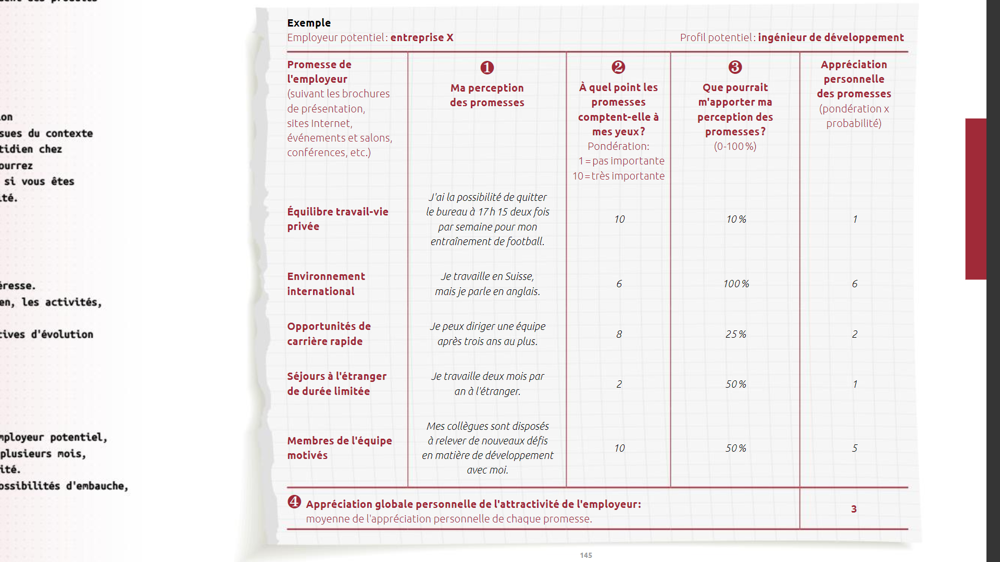 on
sues du contexte
tidien chez
ourrez
si vous êtes
ité.
éresse.
en, les activités,
tives d'évolution
mployeur potentiel,
plusieurs mois,
ité.
ossibilités d'embauche,
Exemple
Employeur potentiel: entreprise X
Profil potentiel: ingénieur de développement
Promesse de
l'employeur
(suivant les brochures
de présentation,
sites Internet,
événements et salons,
conférences, etc.)
1
Ma perception
des promesses
2
À quel point les
promesses
comptent-elle à
mes yeux?
Pondération:
1=pas importante
10=très importante
3
Que pourrait
m'apporter ma
perception des
promesses?
(0-100%)
Appréciation
personnelle
des promesses
(pondération x
probabilité)
Équilibre travail-vie
privée
J'ai la possibilité de quitter
le bureau à 17h15 deux fois
par semaine pour mon
entraînement de football.
10
10%
1
Environnement
international
Je travaille en Suisse,
mais je parle en anglais.
6
100%
6
Opportunités de
carrière rapide
Je peux diriger une équipe
après trois ans au plus.
8
25%
2
Séjours à l'étranger
de durée limitée
Je travaille deux mois par
an à l'étranger.
2
50%
1
Membres de l'équipe
motivés
Mes collègues sont disposés
à relever de nouveaux défis
en matière de développement
avec moi.
10
50%
5
4 Appréciation globale personnelle de l'attractivité de l'employeur:
moyenne de l'appréciation personnelle de chaque promesse.
3
145